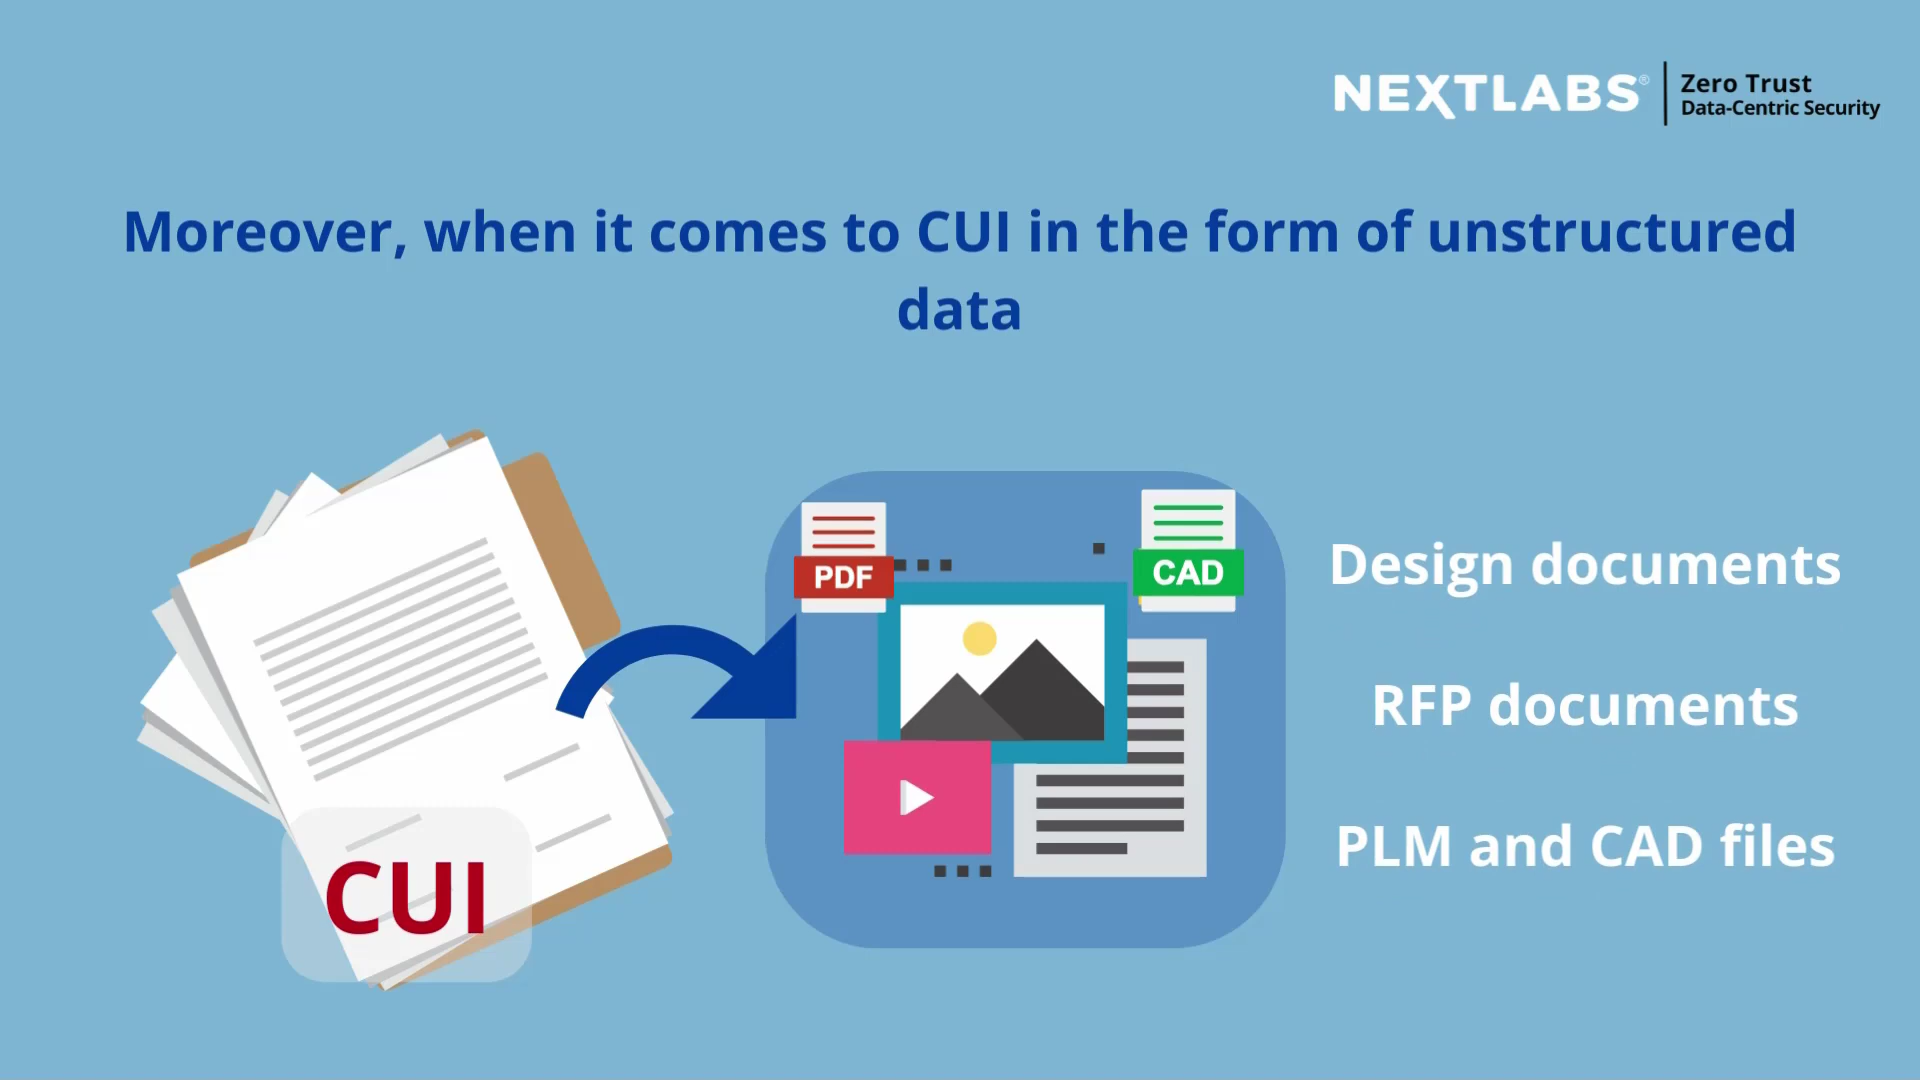 NEXTLABS®
Zero Trust
Data-Centric Security
Moreover, when it comes to CUI in the form of unstructured
data
PDF
CAD
Design documents
RFP documents
PLM and CAD files
CUI